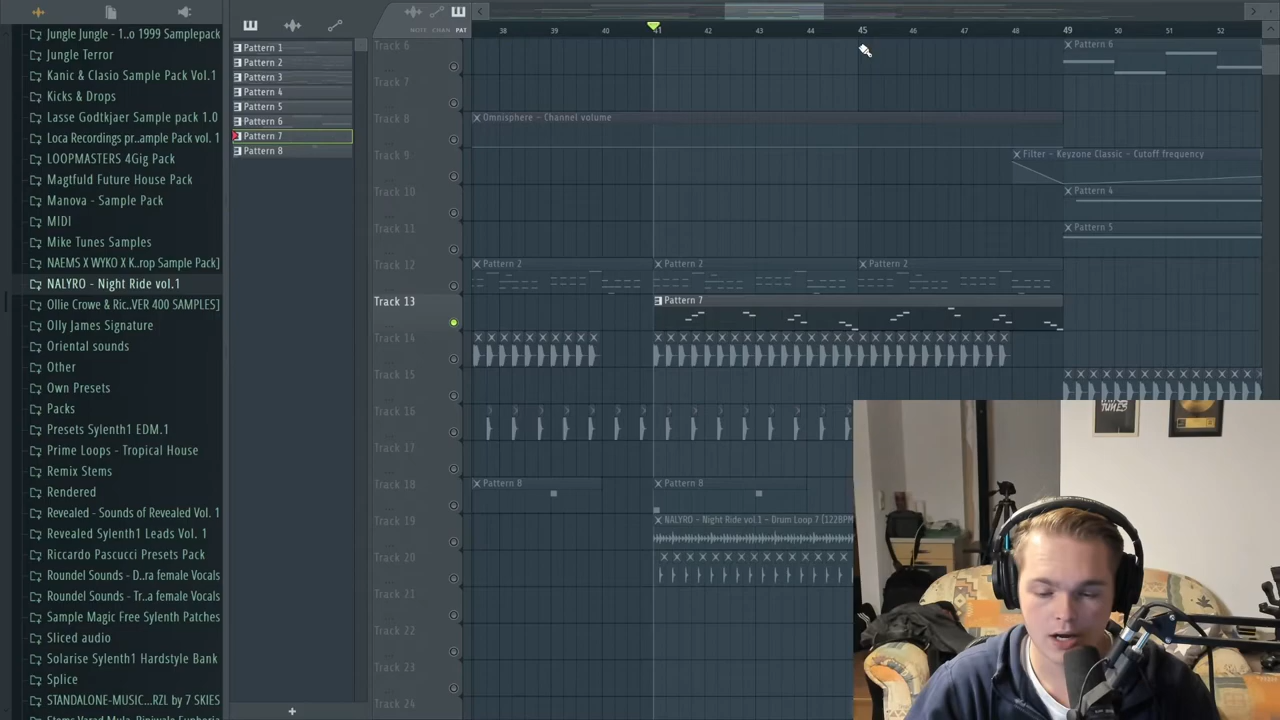 Jungle Jungle - 1...o 1999 Samplepack
Jungle Terror
Kanic & Clasio Sample Pack Vol.1
Kicks & Drops
Lasse Godtkjaer Sample pack 1.0
Loca Recordings pr..ample Pack vol. 1
LOOPMASTERS 4Gig Pack
Magtfuld Future House Pack
Manova - Sample Pack
MIDI
Mike Tunes Samples
NAEMS X WYKO X K..rop Sample Pack]
NALYRO - Night Ride vol.1
Ollie Crowe & Ric..VER 400 SAMPLES]
Olly James Signature
Oriental sounds
Other
Own Presets
Packs
Presets Sylenth1 EDM.1
Prime Loops - Tropical House
Remix Stems
Rendered
Revealed - Sounds of Revealed Vol. 1
Revealed Sylenth1 Leads Vol. 1
Riccardo Pascucci Presets Pack
Roundel Sounds - D..ra female Vocals
Roundel Sounds - Tr..a female Vocals
Sample Magic Free Sylenth Patches
Sliced audio
Solarise Sylenth1 Hardstyle Bank
Splice
STANDALONE-MUSIC...RZL by 7 SKIES
Pattern 1
Pattern 2
Pattern 3
Pattern 4
Pattern 5
Pattern 6
Pattern 7
Pattern 8
NOTE CHAN PAT
38 39 40 41 42 43 44 45 46 47 48 49 50 51 52
Track 6
Pattern 6
Track 7
Track 8
Omnisphere - Channel volume
Track 9
Filter - Keyzone Classic - Cutoff frequency
Track 10
Pattern 4
Track 11
Pattern 5
Track 12
Pattern 2 Pattern 2 Pattern 2
Track 13
Pattern 7
Track 14
Track 15
Track 16
Track 17
Track 18
Pattern 8 Pattern 8
Track 19
NALYRO - Night Ride vol.1 - Drum Loop 7 (122BPM
Track 20
Track 21
Track 22
Track 23
Track 24
TUNES